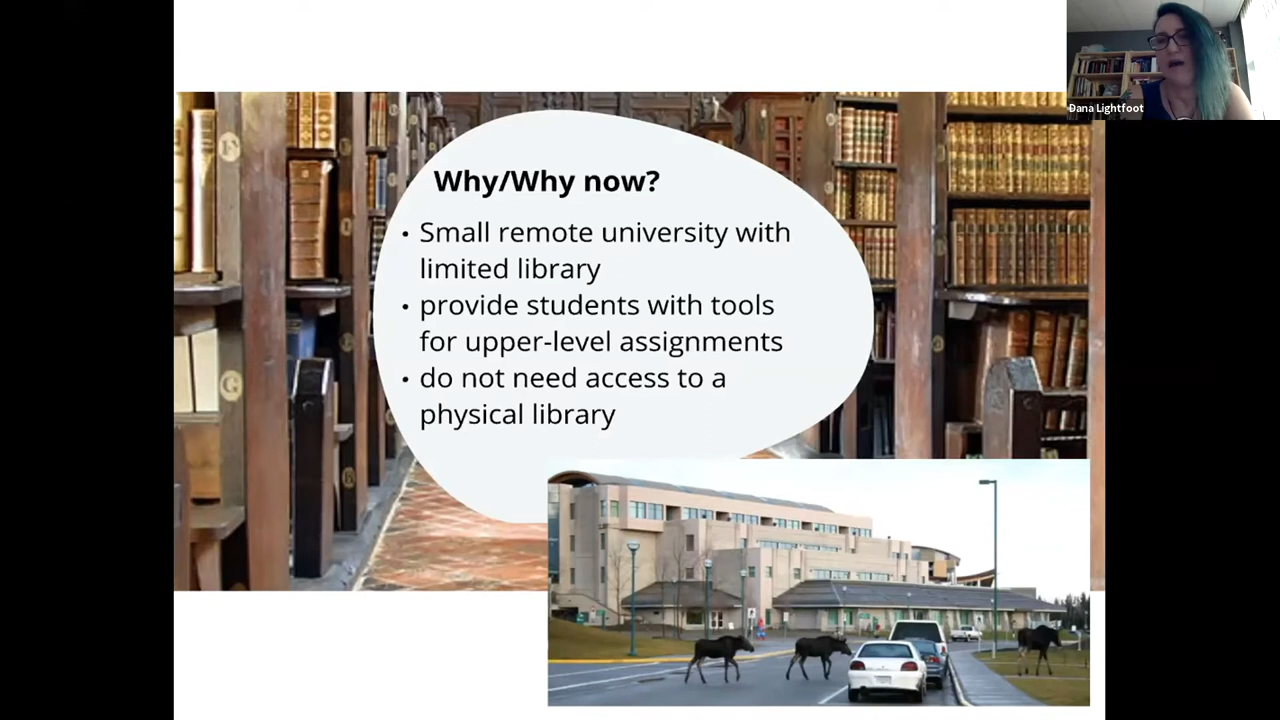 Dana Lightfoot
Why/Why now?
• Small remote university with
limited library
• provide students with tools
for upper-level assignments
• do not need access to a
physical library
F
G